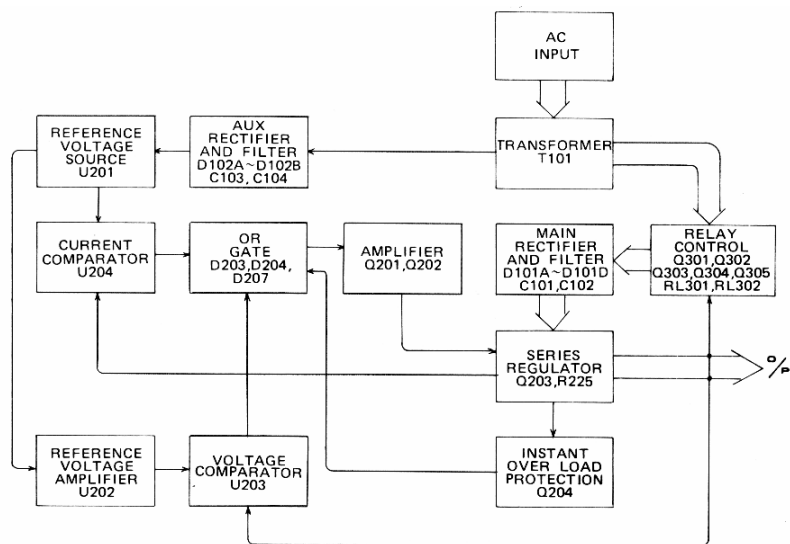 AC
INPUT
REFERENCE
VOLTAGE
SOURCE
U201
AUX
RECTIFIER
AND FILTER
D102A~D102B
C103, C104
TRANSFORMER
T101
CURRENT
COMPARATOR
U204
OR
GATE
D203,D204,
D207
AMPLIFIER
Q201,Q202
MAIN
RECTIFIER
AND FILTER
D101A~D101D
C101,C102
RELAY
CONTROL
Q301,Q302
Q303,Q304,Q305
RL301,RL302
SERIES
REGULATOR
Q203,R225
O/P
REFERENCE
VOLTAGE
AMPLIFIER
U202
VOLTAGE
COMPARATOR
U203
INSTANT
OVER LOAD
PROTECTION
Q204